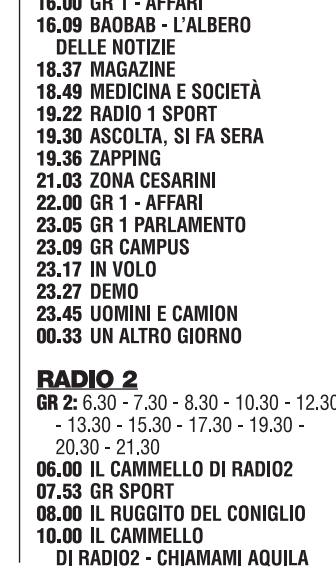 16.00 GR 1 - AFFARI
16.09 BAOBAB - L'ALBERO
DELLE NOTIZIE
18.37 MAGAZINE
18.49 MEDICINA E SOCIETÀ
19.22 RADIO 1 SPORT
19.30 ASCOLTA, SI FA SERA
19.36 ZAPPING
21.03 ZONA CESARINI
22.00 GR 1 - AFFARI
23.05 GR 1 PARLAMENTO
23.09 GR CAMPUS
23.17 IN VOLO
23.27 DEMO
23.45 UOMINI E CAMION
00.33 UN ALTRO GIORNO
RADIO 2
GR 2: 6.30 - 7.30 - 8.30 - 10.30 - 12.30
- 13.30 - 15.30 - 17.30 - 19.30 -
20.30 - 21.30
06.00 IL CAMMELLO DI RADIO2
07.53 GR SPORT
08.00 IL RUGGITO DEL CONIGLIO
10.00 IL CAMMELLO
DI RADIO2 - CHIAMAMI AQUILA